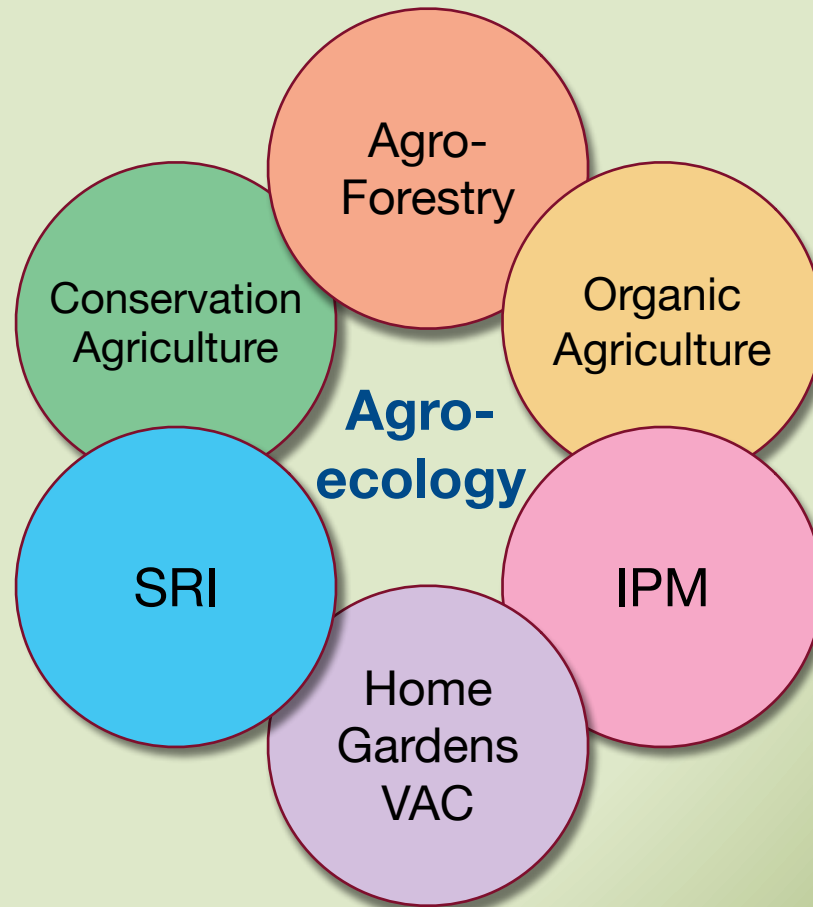 Agro-
Forestry
Conservation
Agriculture
Organic
Agriculture
Agro-
ecology
SRI
IPM
Home
Gardens
VAC